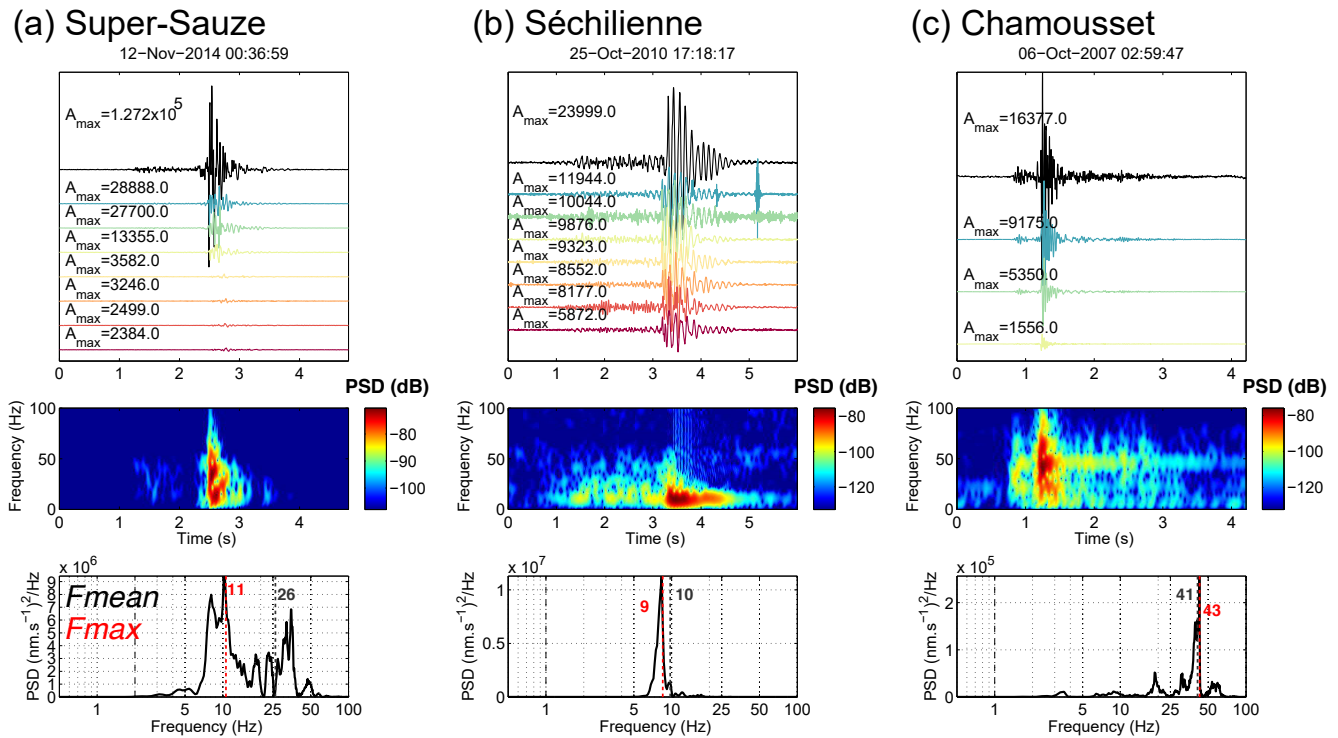 (a) Super-Sauze
12−Nov−2014 00:36:59
A_max=1.272x10^5
A_max=28888.0
A_max=27700.0
A_max=13355.0
A_max=3582.0
A_max=3246.0
A_max=2499.0
A_max=2384.0
0 1 2 3 4
(b) Séchilienne
25−Oct−2010 17:18:17
A_max=23999.0
A_max=11944.0
A_max=10044.0
A_max=9876.0
A_max=9323.0
A_max=8552.0
A_max=8177.0
A_max=5872.0
0 1 2 3 4 5
(c) Chamousset
06−Oct−2007 02:59:47
A_max=16377.0
A_max=9175.0
A_max=5350.0
A_max=1556.0
0 1 2 3 4
PSD (dB)
Frequency (Hz)
100
50
0
0 1 2 3 4
Time (s)
−80
−90
−100
PSD (dB)
Frequency (Hz)
100
50
0
0 1 2 3 4 5
Time (s)
−80
−100
−120
PSD (dB)
Frequency (Hz)
100
50
0
0 1 2 3 4
Time (s)
−80
−100
−120
x 10^6
PSD (nm.s^−1)^2/Hz
9
8
7
6
5
4
3
2
1
0
Fmean
Fmax
11
26
1 5 10 25 50 100
Frequency (Hz)
x 10^7
PSD (nm.s^−1)^2/Hz
1
0.5
0
9
10
1 5 10 25 50 100
Frequency (Hz)
x 10^5
PSD (nm.s^−1)^2/Hz
2
1
0
41
43
1 5 10 25 50 100
Frequency (Hz)